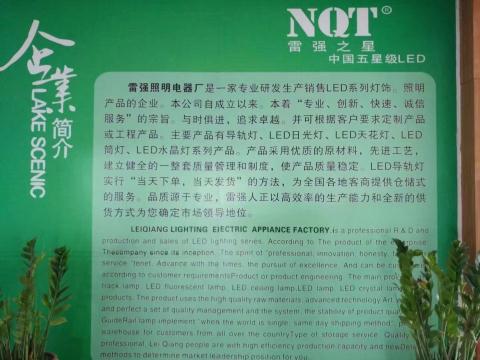 企業简介
LAKE SCENIC
NQT®
雷强之星
中国五星级LED
雷强照明电器厂是一家专业研发生产销售LED系列灯饰。照明
产品的企业。本公司自成立以来。本着“专业、创新、快速、诚信
服务”的宗旨。与时俱进，追求卓越。并可根据客户要求定制产品
或工程产品。主要产品有导轨灯、LED日光灯、LED天花灯、LED
筒灯、LED水晶灯系列产品。产品采用优质的原材料，先进工艺，
建立健全的一整套质量管理和制度，使产品质量稳定。LED导轨灯
实行“当天下单，当天发货”的方法，为全国各地客商提供仓储式
的服务。品质源于专业，雷强人正以高效率的生产能力和全新的供
货方式为您确定市场领导地位。
LEIQIANG LIGHTING EIECTRIC APPIANCE FACTORY.is a professional R & D and
production and sales of LED lighting series. According to The product of the enterprise.
Thecompany since its inception. The spirit of "professional, innovation, honesty, fast
service, "tenet. Advance with the times, the pursuit of excellence. And can be customized
according to customer requirementsProduct or product engineering. The main products
track lamp, LED fluorescent lamp, LED ceiling lamp,LED lamp, LED crystal lamp
products. The product uses the high quality raw materials, advanced technology Art,
and perfect a set of quality management and the system, the stability of product quality
GuideRail lamp implement "when the world is single, same day shipping method",
warehouse for customers from all over the countryType of storage service. Quality
professional, Lei Qiang people are with high efficiency production capacity and new
methods to determine market leadership position for you.